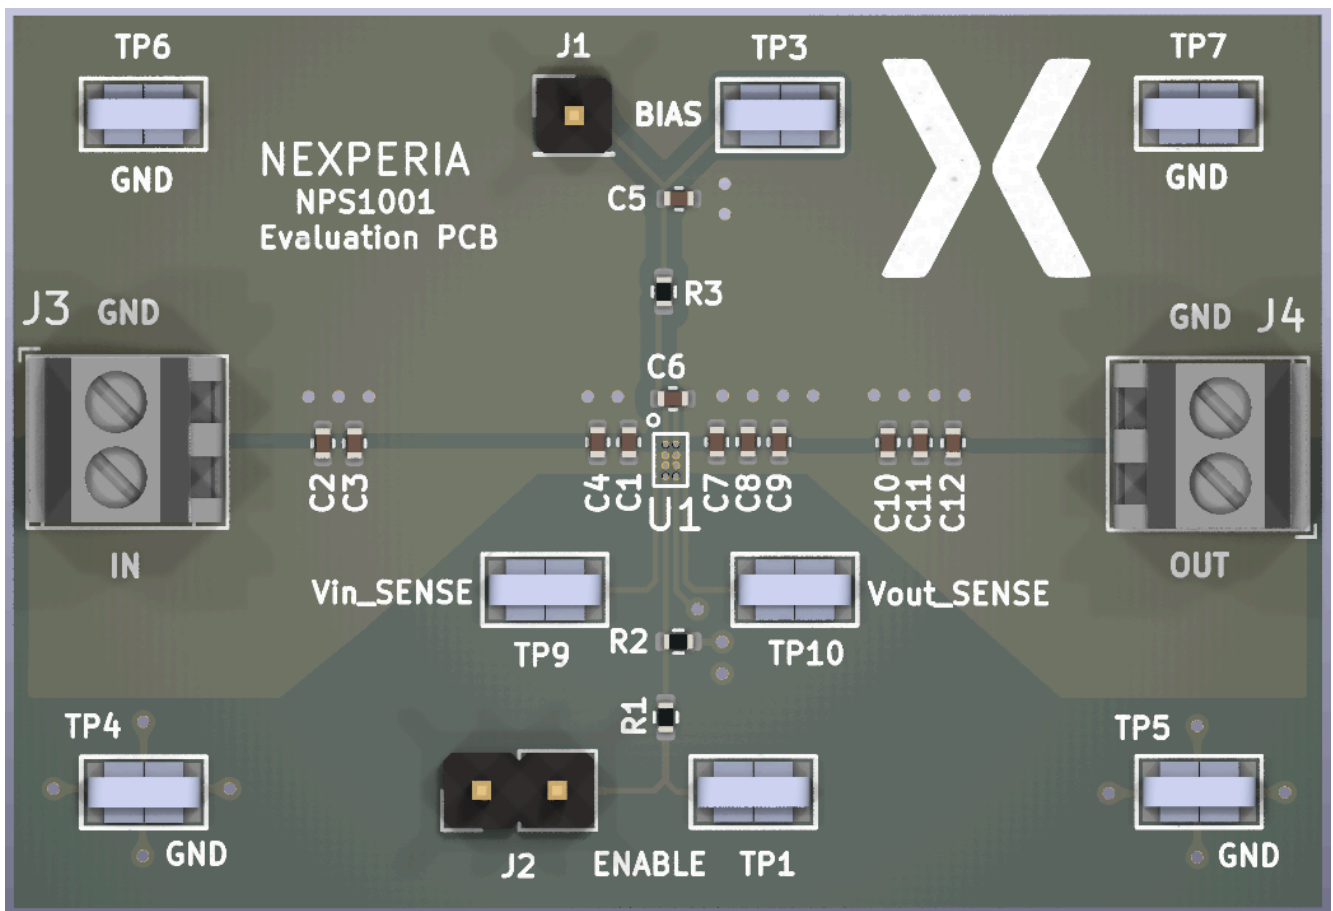 TP6
J1
TP3
TP7
BIAS
GND
NEXPERIA
NPS1001
Evaluation PCB
GND
C5
R3
J3
GND
GND
J4
C6
C2
C3
C4
C1
U1
C7
C8
C9
C10
C11
C12
IN
OUT
Vin_SENSE
Vout_SENSE
TP9
R2
TP10
R1
TP4
TP5
GND
J2
ENABLE
TP1
GND